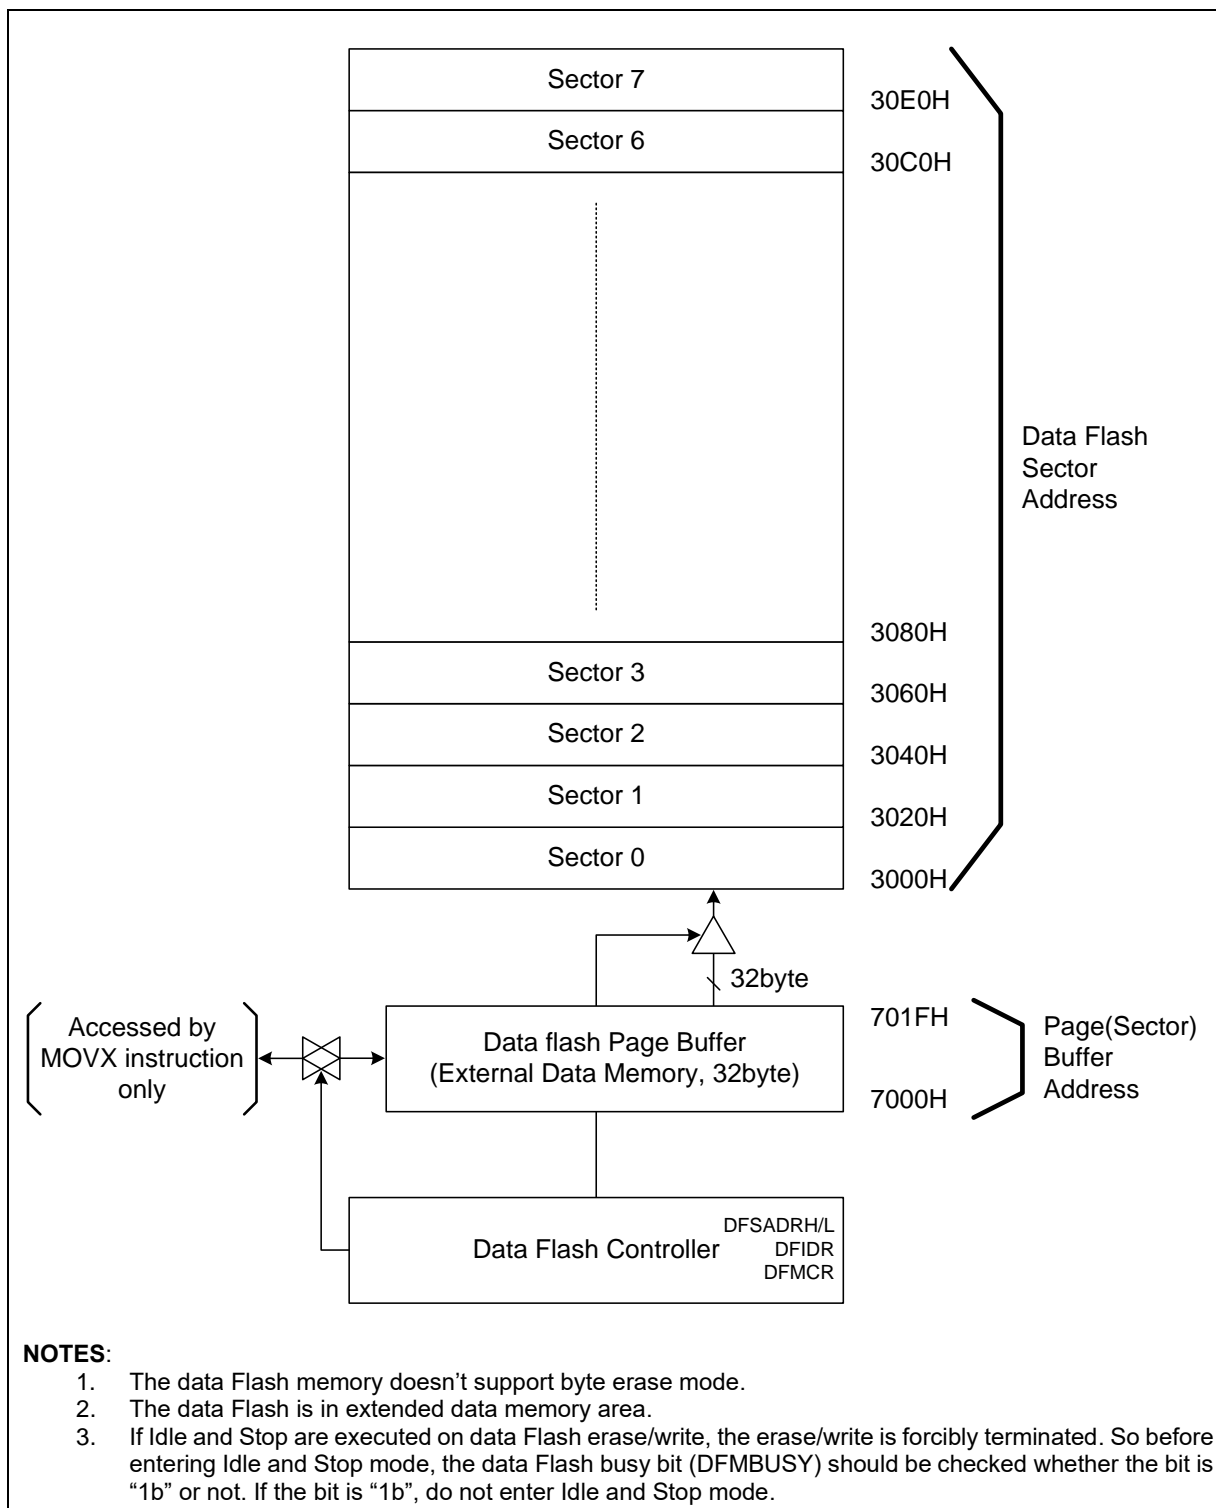 Sector 7
30E0H
Sector 6
30C0H
Data Flash
Sector
Address
3080H
Sector 3
3060H
Sector 2
3040H
Sector 1
3020H
Sector 0
3000H
32byte
Accessed by
MOVX instruction
only
Data flash Page Buffer
(External Data Memory, 32byte)
701FH
7000H
Page(Sector)
Buffer
Address
Data Flash Controller
DFSADRH/L
DFIDR
DFMCR
NOTES:
1. The data Flash memory doesn’t support byte erase mode.
2. The data Flash is in extended data memory area.
3. If Idle and Stop are executed on data Flash erase/write, the erase/write is forcibly terminated. So before
entering Idle and Stop mode, the data Flash busy bit (DFMBUSY) should be checked whether the bit is
“1b” or not. If the bit is “1b”, do not enter Idle and Stop mode.